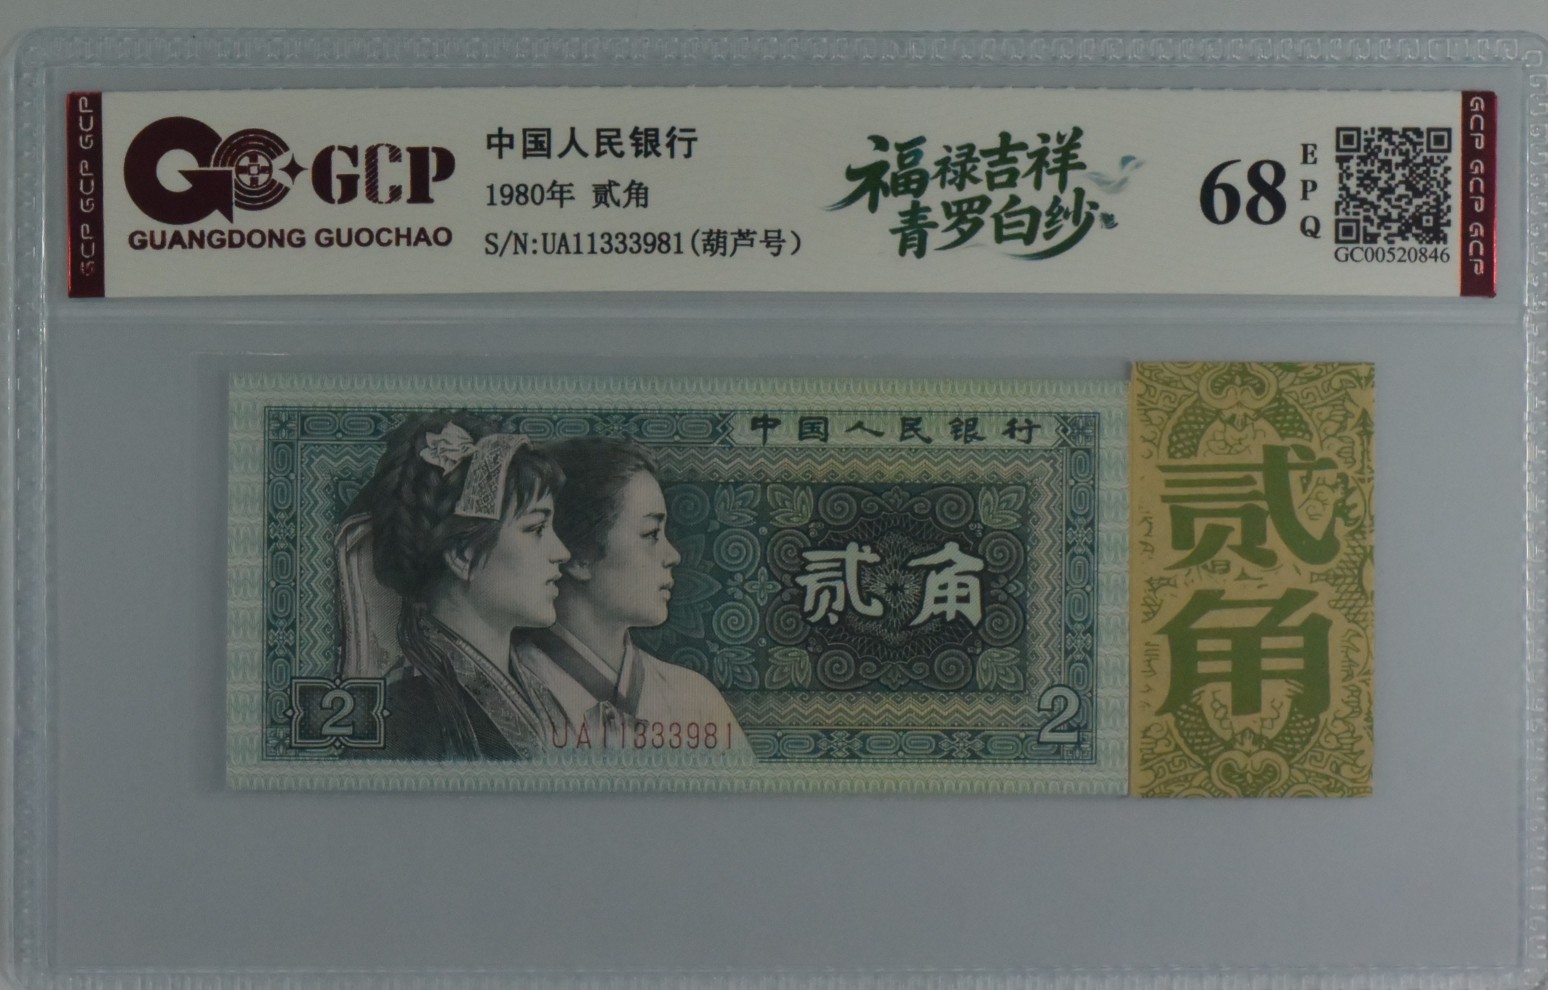 GCP GCP GCP
GCP
GUANGDONG GUOCHAO
中国人民银行
1980年 贰角
S/N:UA11333981(葫芦号)
福禄吉祥
青罗白纱
68
EPQ
GC00520846
GCP GCP GCP
中国人民银行
贰角
2
UA11333981
2
贰角